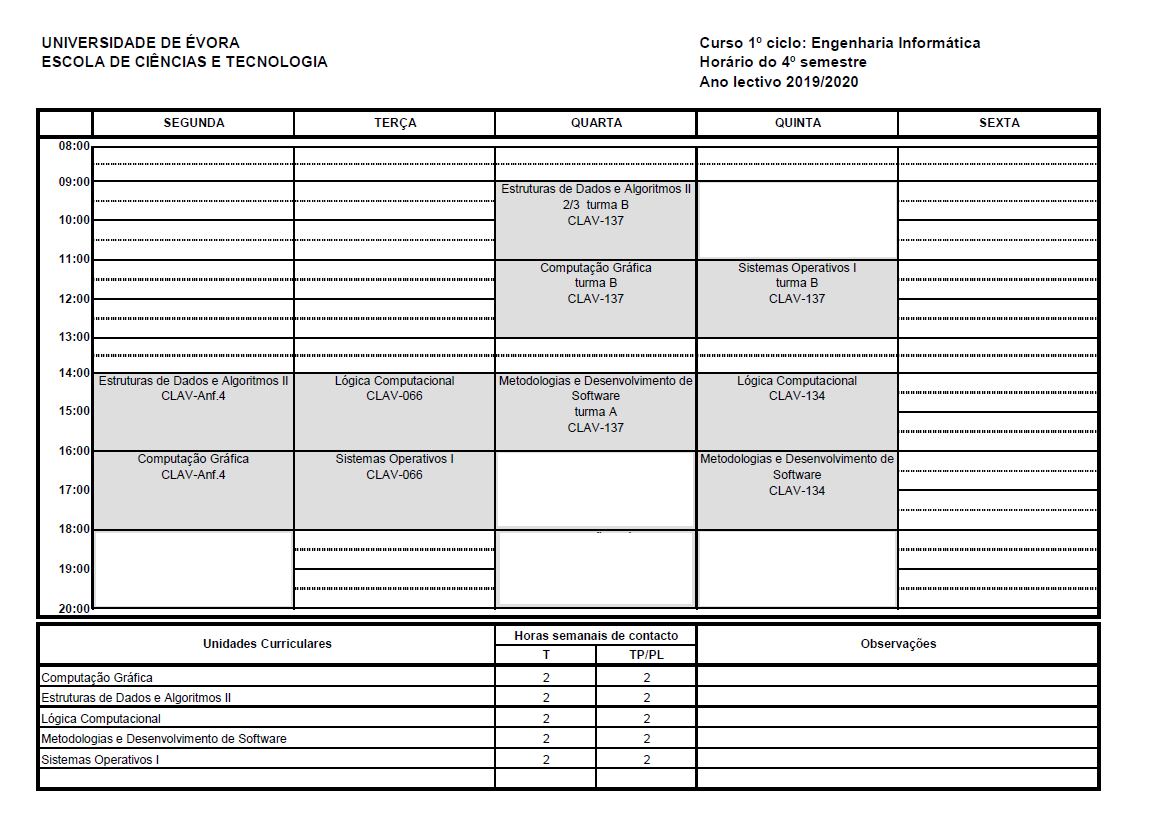 UNIVERSIDADE DE ÉVORA
ESCOLA DE CIÊNCIAS E TECNOLOGIA
Curso 1º ciclo: Engenharia Informática
Horário do 4º semestre
Ano lectivo 2019/2020
SEGUNDA TERÇA QUARTA QUINTA SEXTA
08:00
09:00
Estruturas de Dados e Algoritmos II
2/3 turma B
CLAV-137
10:00
11:00
Computação Gráfica
turma B
CLAV-137
Sistemas Operativos I
turma B
CLAV-137
12:00
13:00
14:00
Estruturas de Dados e Algoritmos II
CLAV-Anf.4
Lógica Computacional
CLAV-066
Metodologias e Desenvolvimento de
Software
turma A
CLAV-137
Lógica Computacional
CLAV-134
15:00
16:00
Computação Gráfica
CLAV-Anf.4
Sistemas Operativos I
CLAV-066
Metodologias e Desenvolvimento de
Software
CLAV-134
17:00
18:00
19:00
20:00
Unidades Curriculares
Horas semanais de contacto
T TP/PL
Observações
Computação Gráfica 2 2
Estruturas de Dados e Algoritmos II 2 2
Lógica Computacional 2 2
Metodologias e Desenvolvimento de Software 2 2
Sistemas Operativos I 2 2